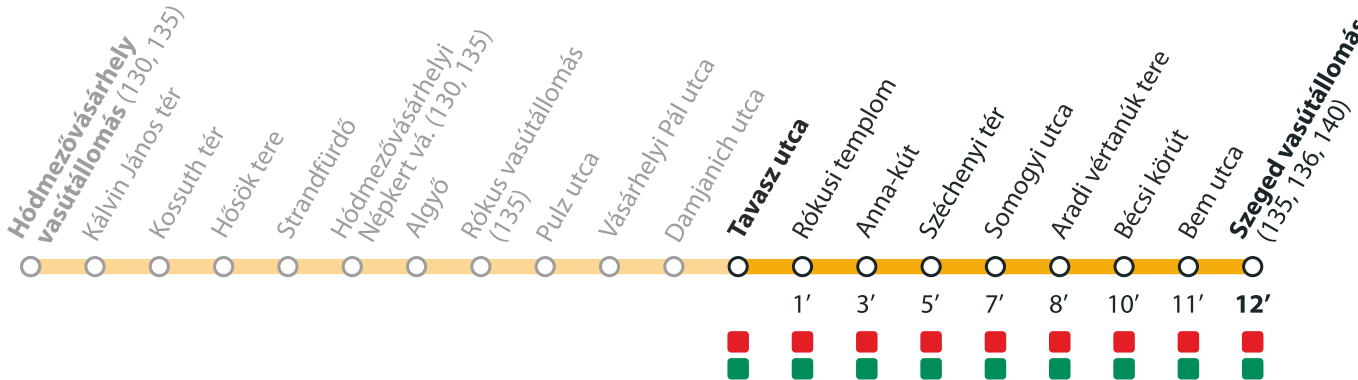 Hódmezővásárhely
vasútállomás (130, 135)
Kálvin János tér
Kossuth tér
Hősök tere
Strandfürdő
Hódmezővásárhelyi
Népkert vá. (130, 135)
Algyő
Rókus vasútállomás
(135)
Pulz utca
Vásárhelyi Pál utca
Damjanich utca
Tavasz utca
Rókusi templom
Anna-kút
Széchenyi tér
Somogyi utca
Aradi vértanúk tere
Bécsi körút
Bem utca
Szeged vasútállomás
(135, 136, 140)
1’ 3’ 5’ 7’ 8’ 10’ 11’ 12’